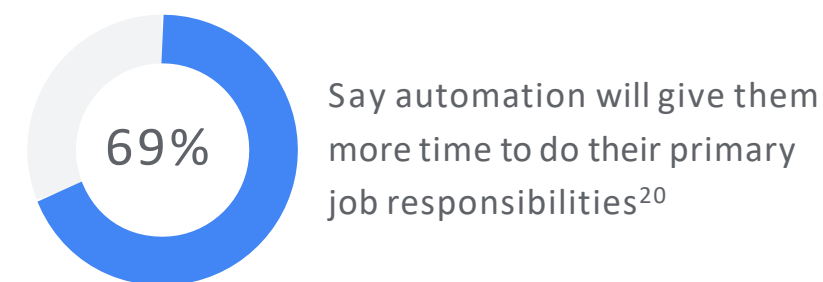 69%
Say automation will give them
more time to do their primary
job responsibilities²⁰